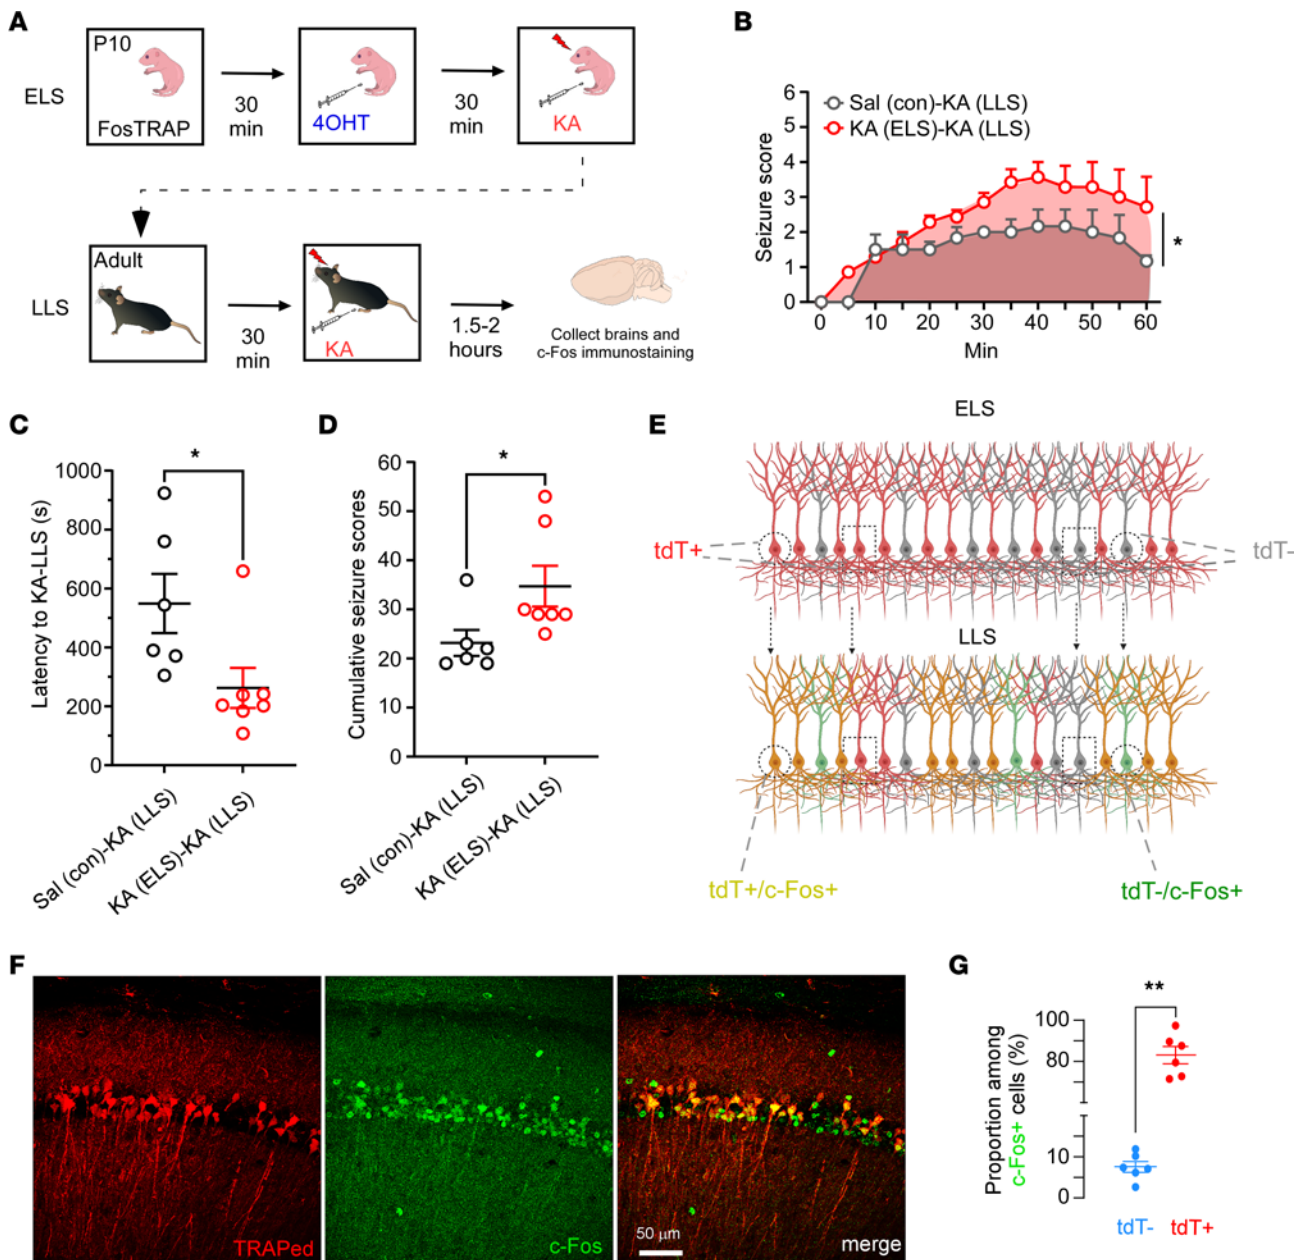 A
P10
ELS
FosTRAP
30
min
4OHT
30
min
KA
Adult
LLS
30
min
KA
1.5-2
hours
Collect brains and
c-Fos immunostaining
B
Seizure score
6
5
4
3
2
1
0
Sal (con)-KA (LLS)
KA (ELS)-KA (LLS)
*
0 10 20 30 40 50 60
Min
C
Latency to KA-LLS (s)
1000
800
600
400
200
0
*
Sal (con)-KA (LLS)
KA (ELS)-KA (LLS)
D
Cumulative seizure scores
60
50
40
30
20
10
0
*
Sal (con)-KA (LLS)
KA (ELS)-KA (LLS)
E
ELS
tdT+
tdT-
LLS
tdT+/c-Fos+
tdT-/c-Fos+
F
TRAPed
c-Fos
50 μm
merge
G
Proportion among
c-Fos+ cells (%)
100
80
10
0
**
tdT-
tdT+